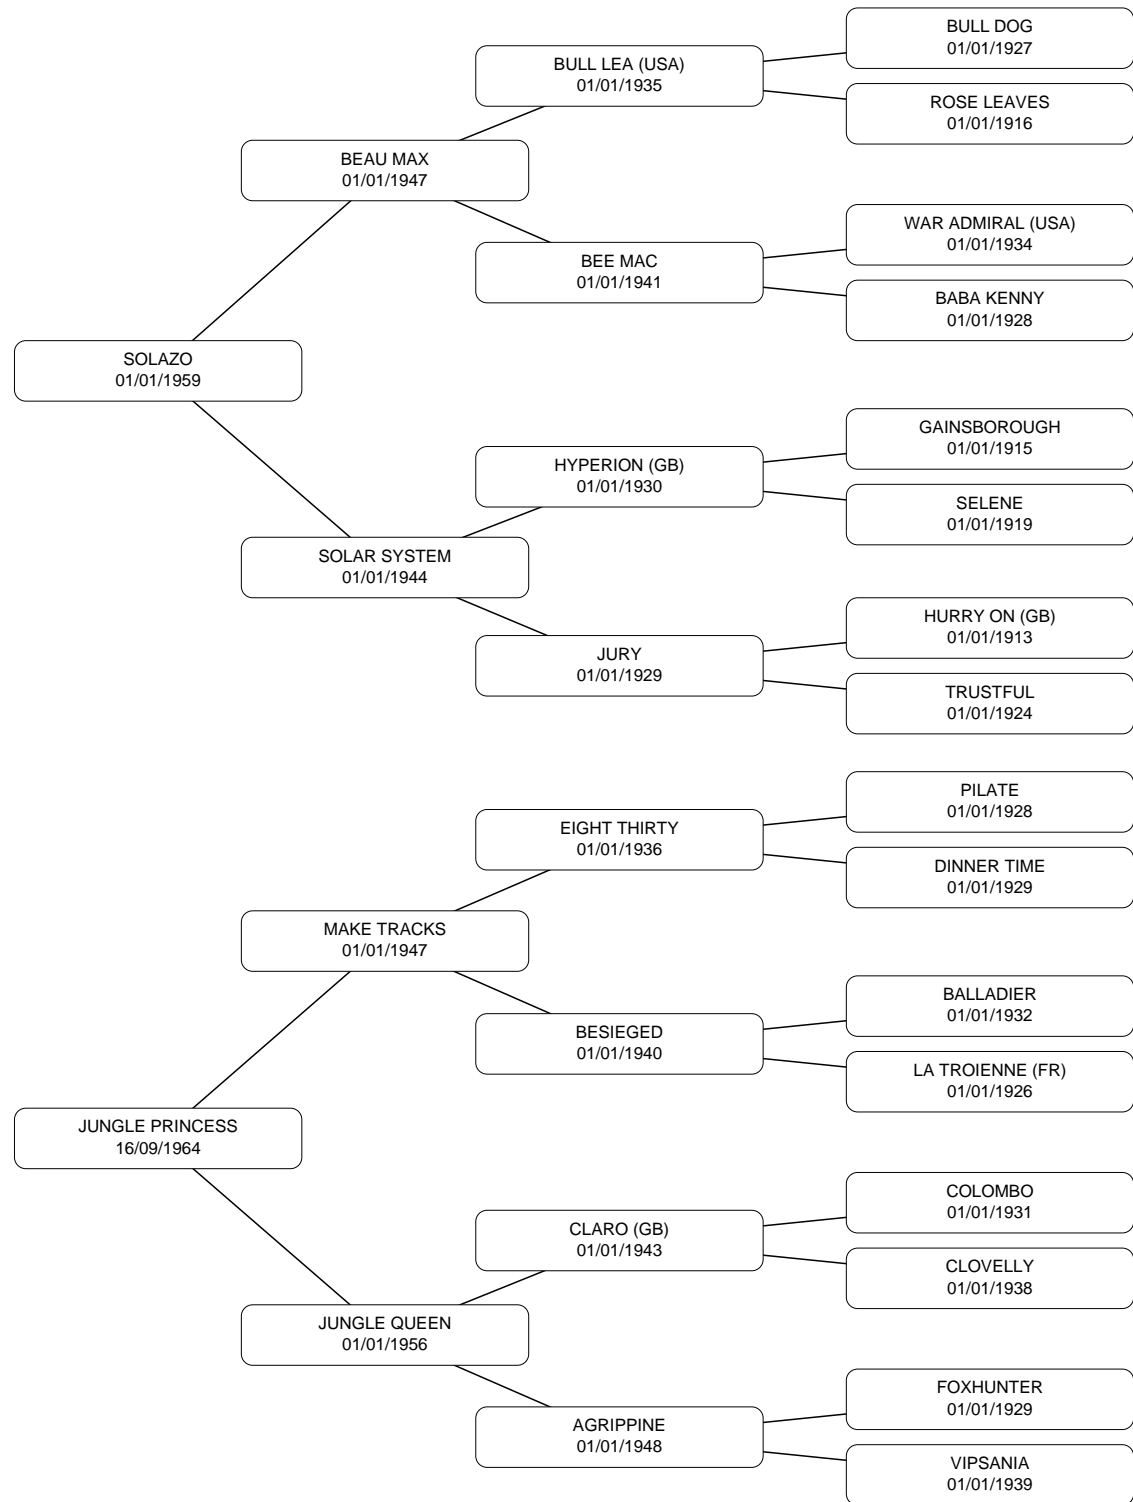 BULL DOG
01/01/1927
BULL LEA (USA)
01/01/1935
ROSE LEAVES
01/01/1916
BEAU MAX
01/01/1947
WAR ADMIRAL (USA)
01/01/1934
BEE MAC
01/01/1941
BABA KENNY
01/01/1928
SOLAZO
01/01/1959
GAINSBOROUGH
01/01/1915
HYPERION (GB)
01/01/1930
SELENE
01/01/1919
SOLAR SYSTEM
01/01/1944
HURRY ON (GB)
01/01/1913
JURY
01/01/1929
TRUSTFUL
01/01/1924
PILATE
01/01/1928
EIGHT THIRTY
01/01/1936
DINNER TIME
01/01/1929
MAKE TRACKS
01/01/1947
BALLADIER
01/01/1932
BESIEGED
01/01/1940
LA TROIENNE (FR)
01/01/1926
JUNGLE PRINCESS
16/09/1964
COLOMBO
01/01/1931
CLARO (GB)
01/01/1943
CLOVELLY
01/01/1938
JUNGLE QUEEN
01/01/1956
FOXHUNTER
01/01/1929
AGRIPPINE
01/01/1948
VIPSANIA
01/01/1939